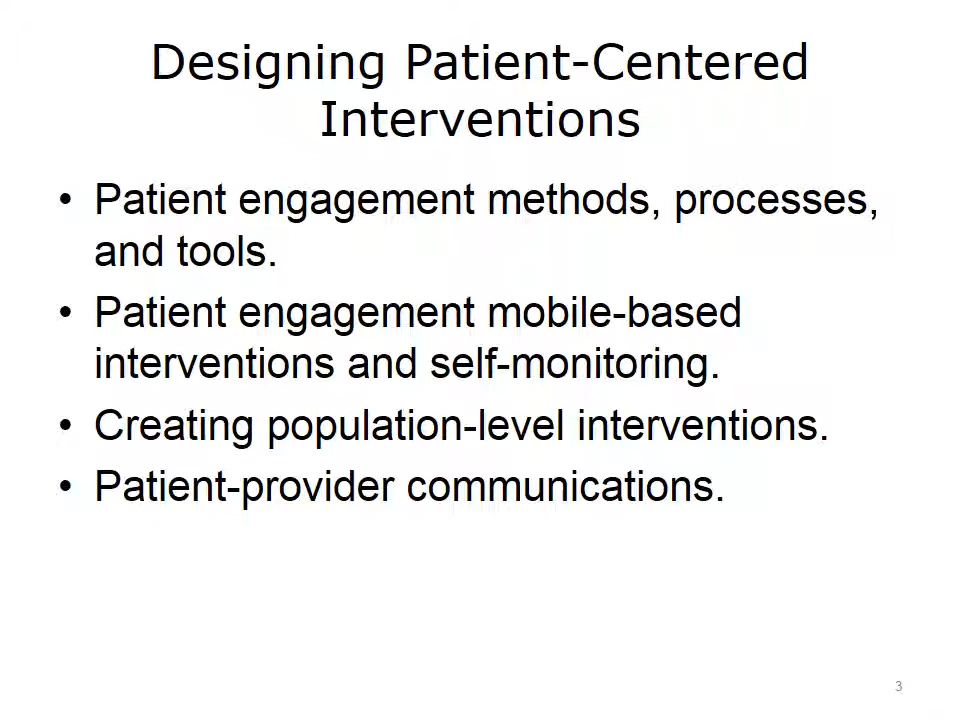 Designing Patient-Centered
Interventions
• Patient engagement methods, processes,
and tools.
• Patient engagement mobile-based
interventions and self-monitoring.
• Creating population-level interventions.
• Patient-provider communications.
3